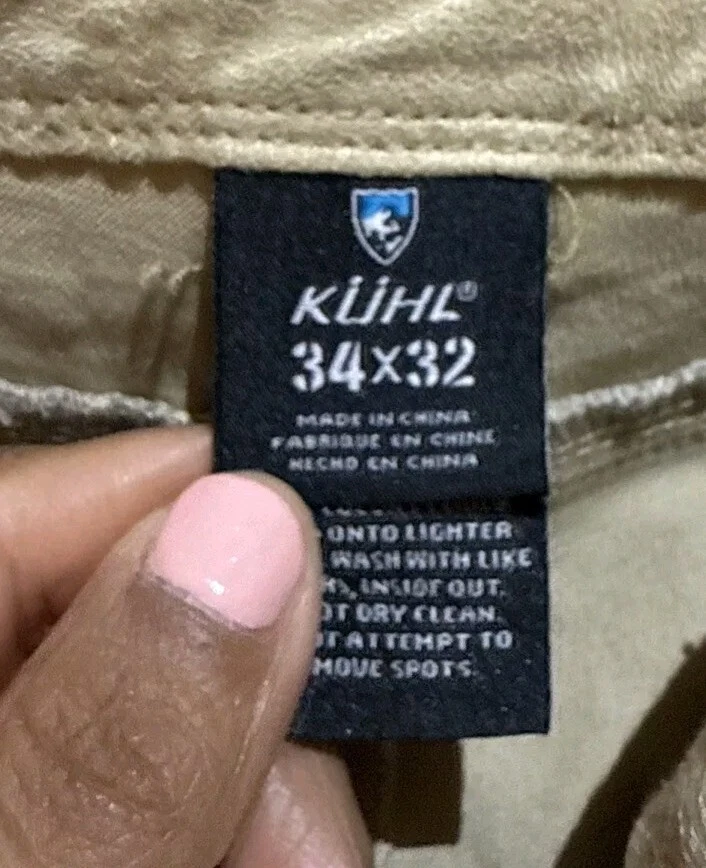 KÜHL®
34x32
MADE IN CHINA
FABRIQUE EN CHINE
HECHO EN CHINA
ONTO LIGHTER
WASH WITH LIKE
INSIDE OUT.
DRY CLEAN.
ATTEMPT TO
SPOTS.